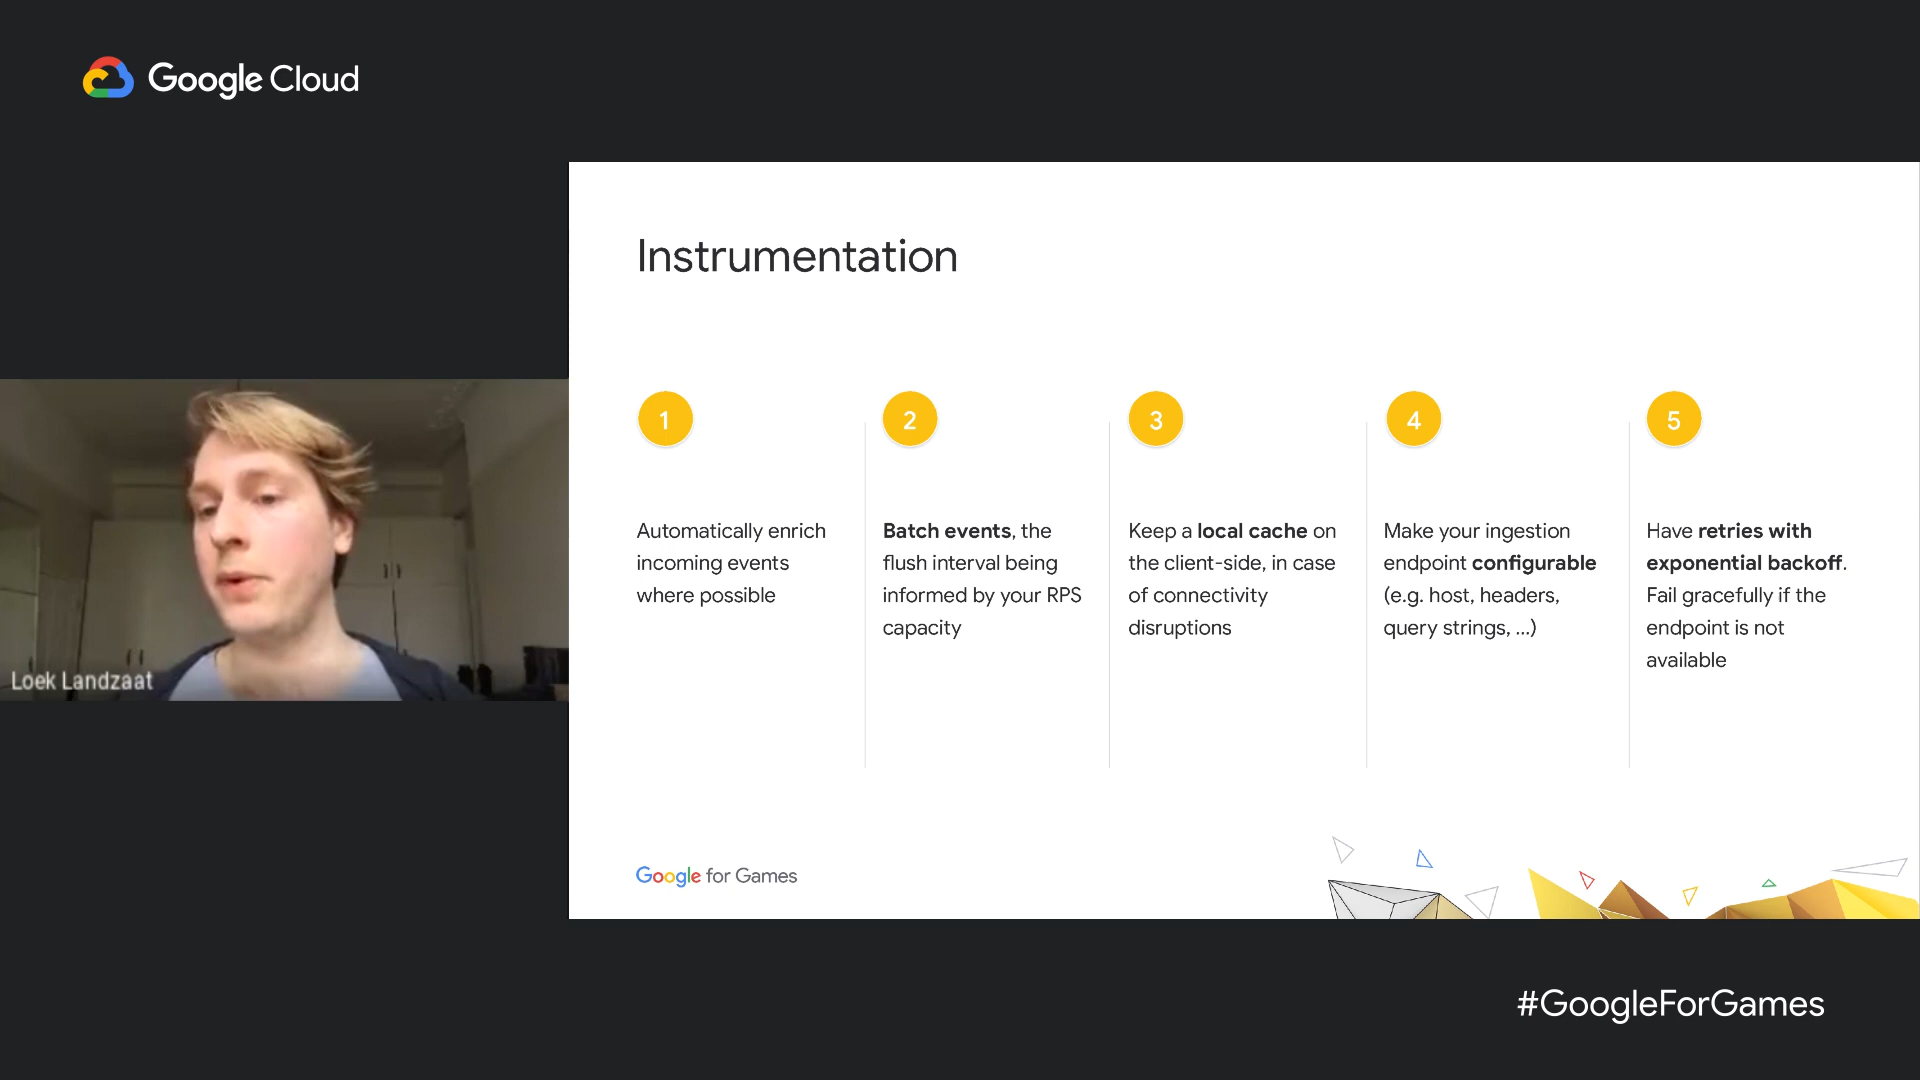 Google Cloud
Instrumentation
1
Automatically enrich
incoming events
where possible
2
Batch events, the
flush interval being
informed by your RPS
capacity
3
Keep a local cache on
the client-side, in case
of connectivity
disruptions
4
Make your ingestion
endpoint configurable
(e.g. host, headers,
query strings, ...)
5
Have retries with
exponential backoff.
Fail gracefully if the
endpoint is not
available
Loek Landzaat
Google for Games
#GoogleForGames